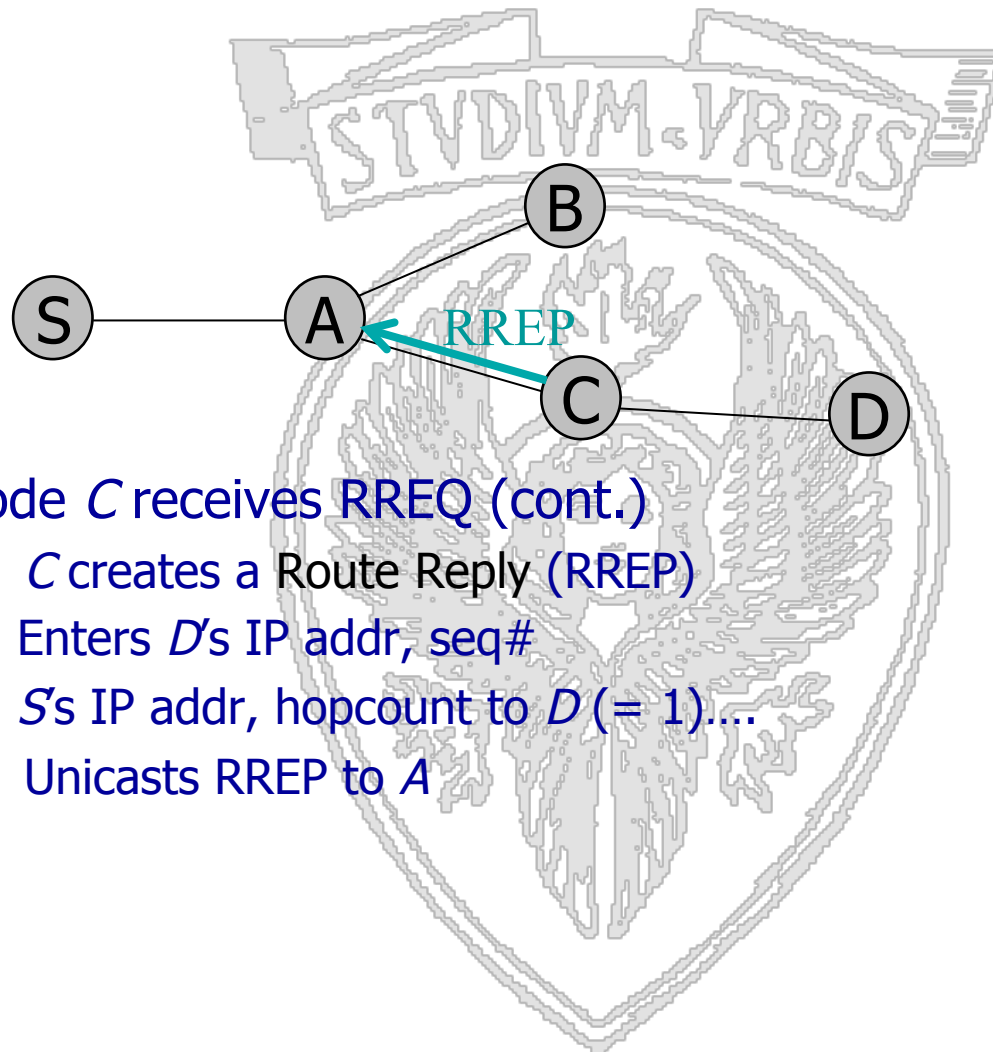 STVDIVM VRBIS
B
S
A
RREP
C
D
ode C receives RREQ (cont.)
C creates a Route Reply (RREP)
Enters D's IP addr, seq#
S's IP addr, hopcount to D (= 1)....
Unicasts RREP to A